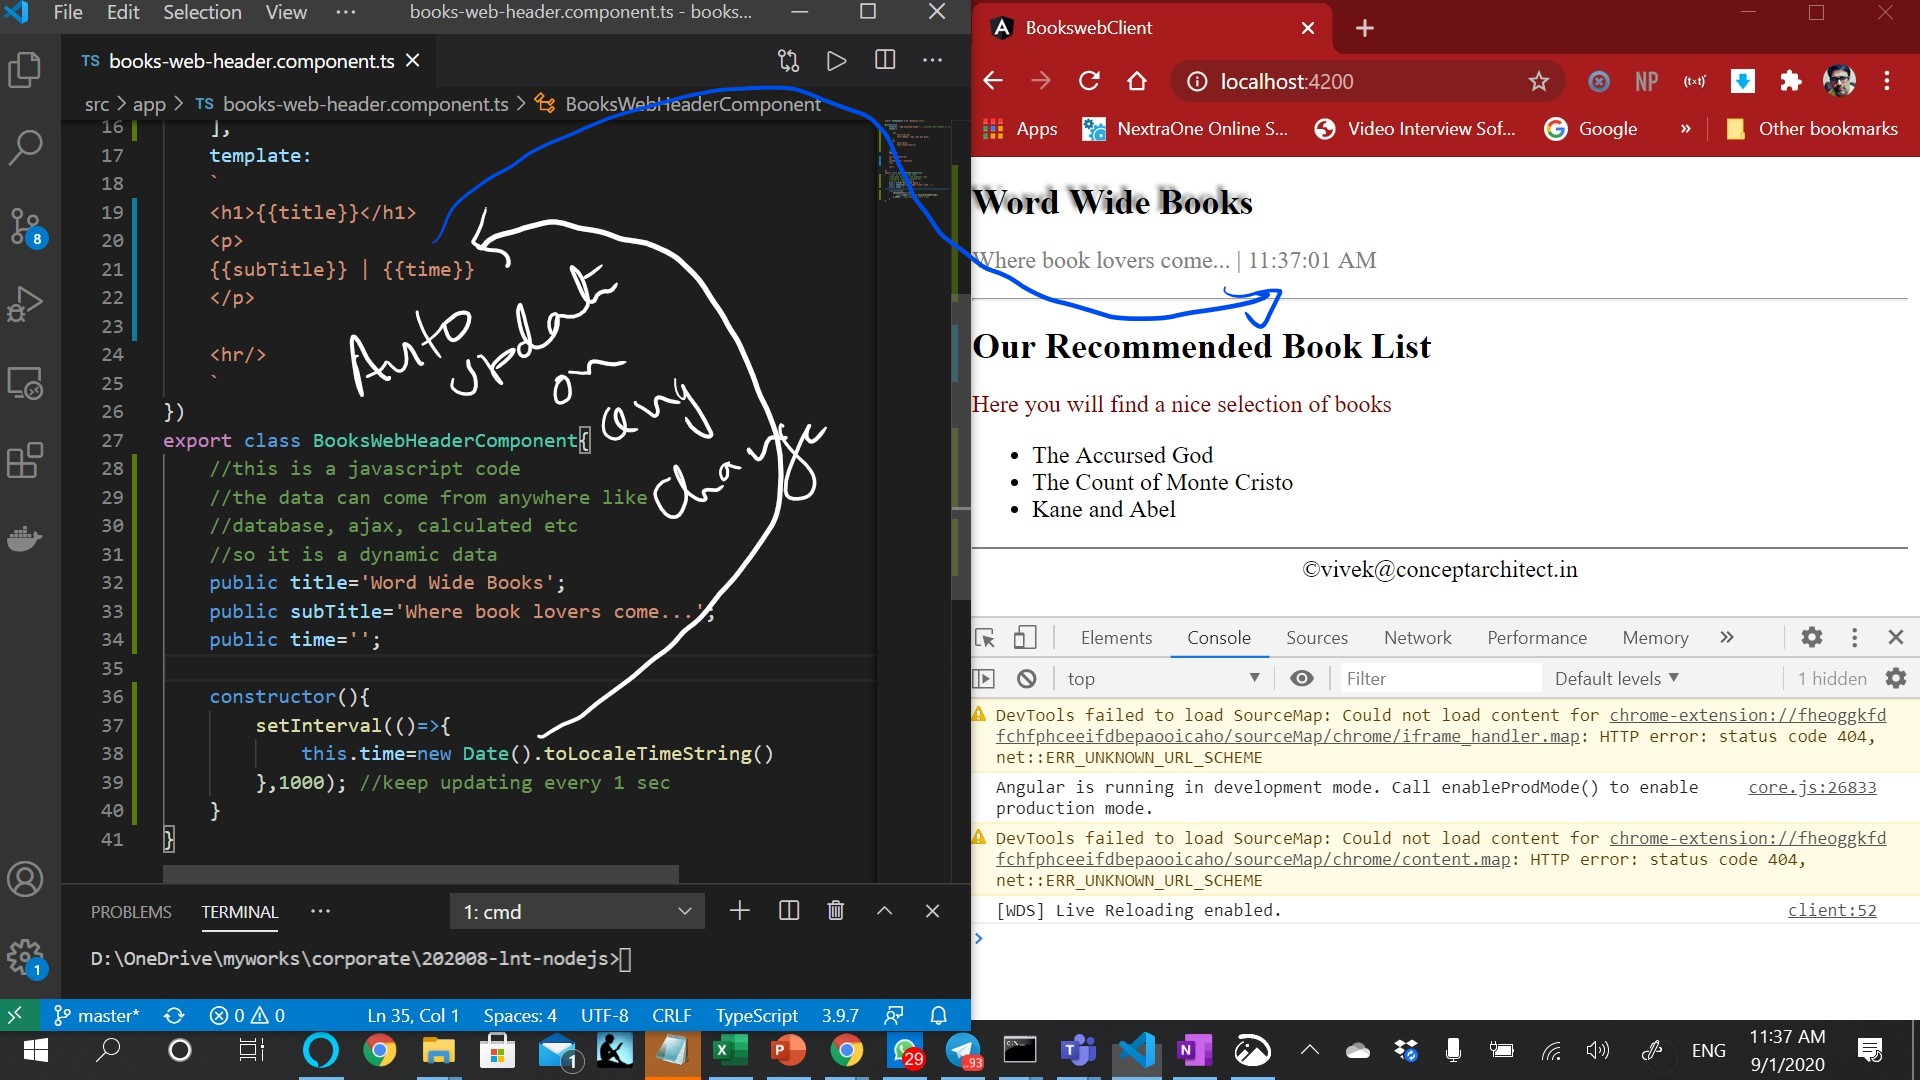 File Edit Selection View ··· books-web-header.component.ts - books...
TS books-web-header.component.ts
src > app > TS books-web-header.component.ts > BooksWebHeaderComponent
16 ],
17 template:
18 `
19 <h1>{{title}}</h1>
20 <p>
21 {{subTitle}} | {{time}}
22 </p>
23
24 <hr/>
25 `
26 })
27 export class BooksWebHeaderComponent{
28 //this is a javascript code
29 //the data can come from anywhere like
30 //database, ajax, calculated etc
31 //so it is a dynamic data
32 public title='Word Wide Books';
33 public subTitle='Where book lovers come...';
34 public time='';
35
36 constructor(){
37 setInterval(()=>{
38 this.time=new Date().toLocaleTimeString()
39 },1000); //keep updating every 1 sec
40 }
41 }
Auto
update
on
any
change
8
1
PROBLEMS TERMINAL ··· 1: cmd
D:\OneDrive\myworks\corporate\202008-lnt-nodejs>
master* 0 0 Ln 35, Col 1 Spaces: 4 UTF-8 CRLF TypeScript 3.9.7
BookswebClient
localhost:4200 NP (txt)
Apps NextraOne Online S... Video Interview Sof... Google » Other bookmarks
Word Wide Books
Where book lovers come... | 11:37:01 AM
Our Recommended Book List
Here you will find a nice selection of books
• The Accursed God
• The Count of Monte Cristo
• Kane and Abel
©vivek@conceptarchitect.in
Elements Console Sources Network Performance Memory »
top Filter Default levels 1 hidden
DevTools failed to load SourceMap: Could not load content for chrome-extension://fheoggkfd
fchfphceeifdbepaooicaho/sourceMap/chrome/iframe_handler.map: HTTP error: status code 404,
net::ERR_UNKNOWN_URL_SCHEME
Angular is running in development mode. Call enableProdMode() to enable core.js:26833
production mode.
DevTools failed to load SourceMap: Could not load content for chrome-extension://fheoggkfd
fchfphceeifdbepaooicaho/sourceMap/chrome/content.map: HTTP error: status code 404,
net::ERR_UNKNOWN_URL_SCHEME
[WDS] Live Reloading enabled. client:52
1 29 ..93 ENG 11:37 AM
9/1/2020